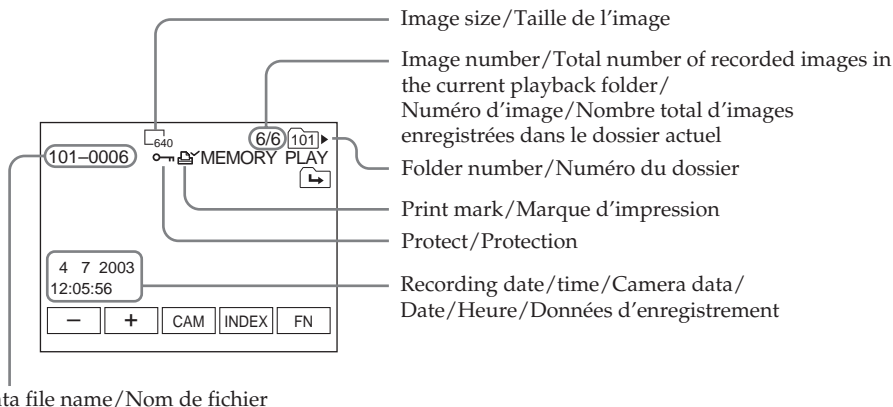 Image size/Taille de l'image
Image number/Total number of recorded images in
the current playback folder/
Numéro d'image/Nombre total d'images
enregistrées dans le dossier actuel
640
6/6 101
101–0006 MEMORY PLAY
Folder number/Numéro du dossier
Print mark/Marque d'impression
Protect/Protection
4 7 2003
12:05:56
Recording date/time/Camera data/
Date/Heure/Données d'enregistrement
– + CAM INDEX FN
file name/Nom de fichier